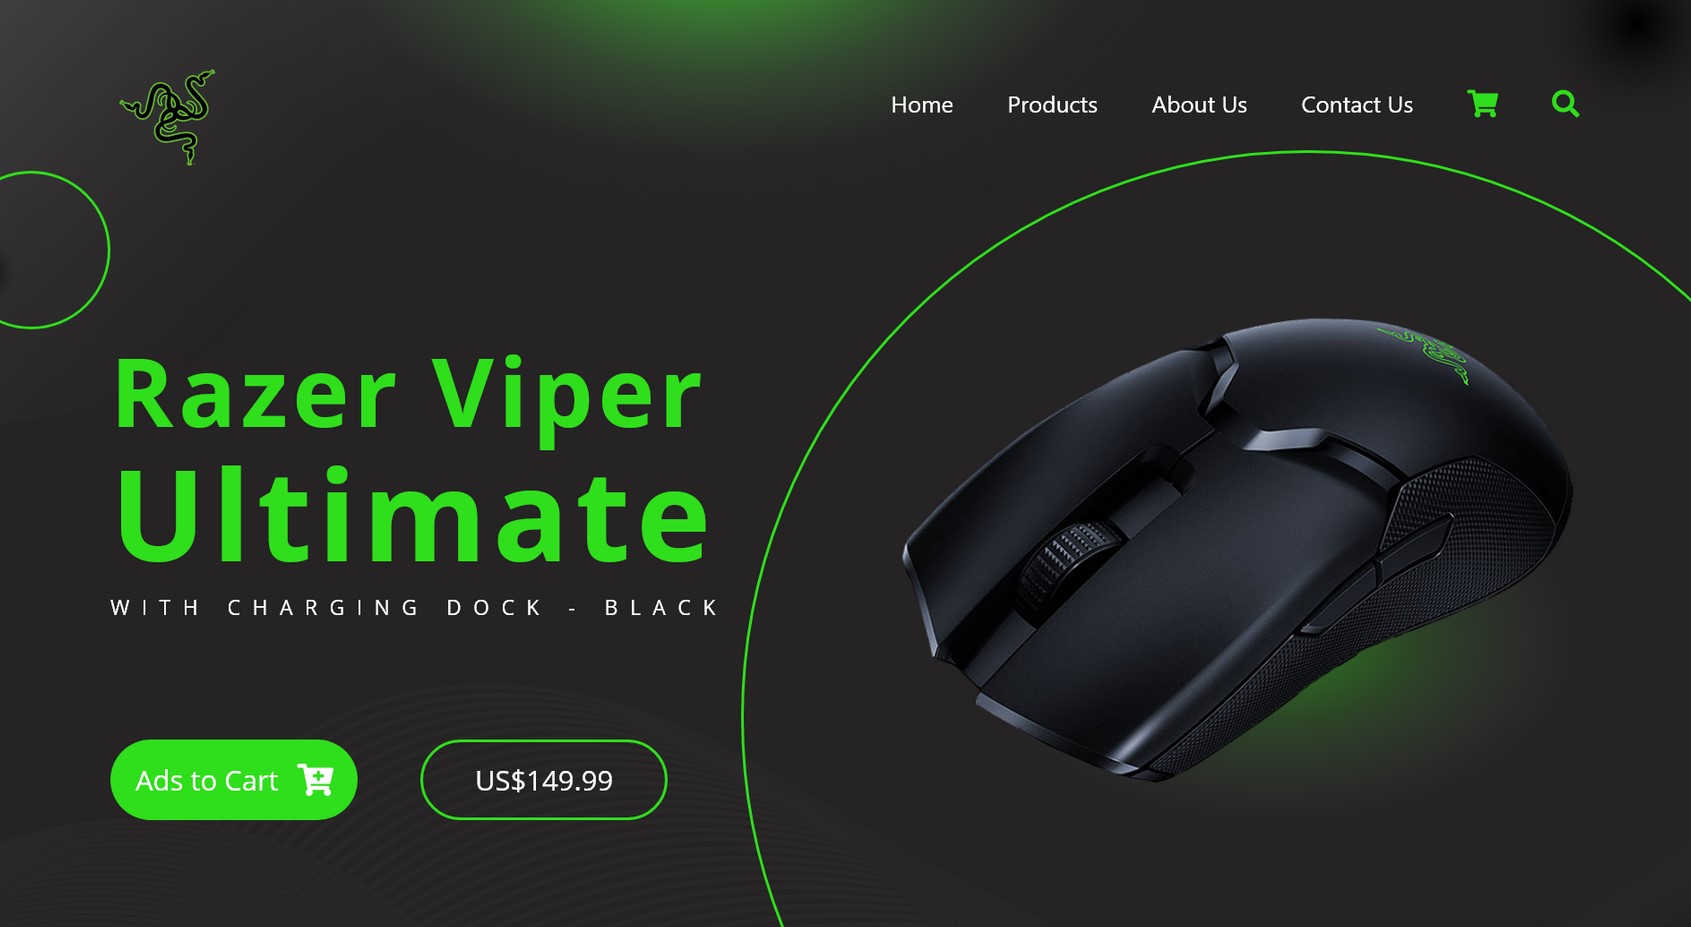 Home Products About Us Contact Us
Razer Viper
Ultimate
WITH CHARGING DOCK - BLACK
Ads to Cart
US$149.99